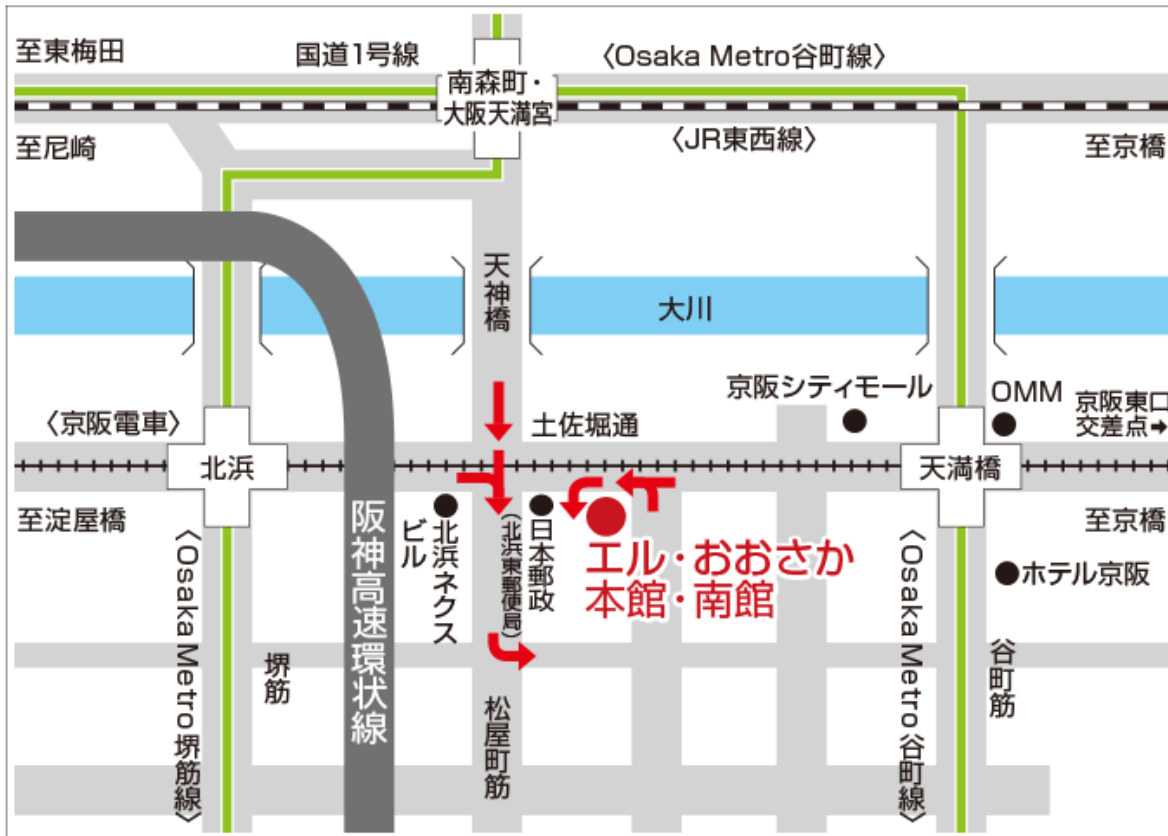 至東梅田
国道1号線
〈Osaka Metro谷町線〉
南森町・
大阪天満宮
至尼崎
〈JR東西線〉
至京橋
天神橋
大川
京阪シティモール
OMM
京阪東口
交差点➡
〈京阪電車〉
土佐堀通
北浜
天満橋
至淀屋橋
至京橋
阪神高速環状線
北浜ネクス
ビル
日本郵政
(北浜東郵便局)
エル・おおさか
本館・南館
ホテル京阪
〈Osaka Metro堺筋線〉
堺筋
松屋町筋
〈Osaka Metro谷町線〉
谷町筋